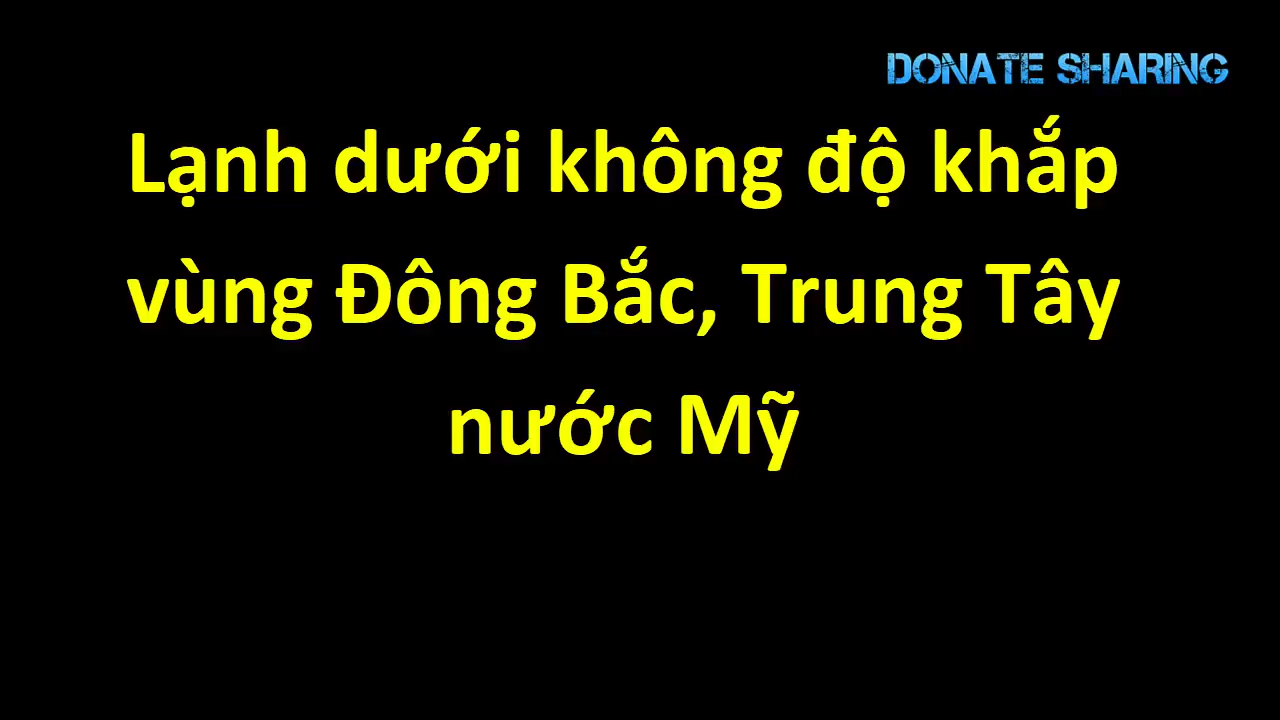 DONATE SHARING
Lạnh dưới không độ khắp
vùng Đông Bắc, Trung Tây
nước Mỹ